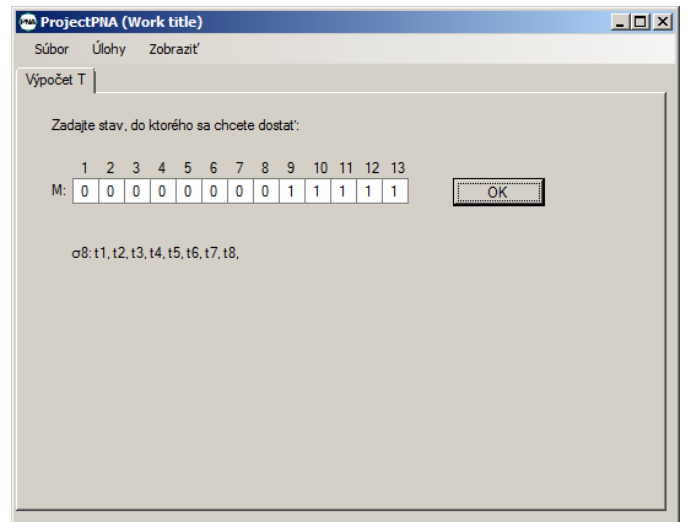 PNA ProjectPNA (Work title)
Súbor Úlohy Zobraziť
Výpočet T
Zadajte stav, do ktorého sa chcete dostať:
1 2 3 4 5 6 7 8 9 10 11 12 13
M: 0 0 0 0 0 0 0 0 1 1 1 1 1 OK
σ8: t1, t2, t3, t4, t5, t6, t7, t8,